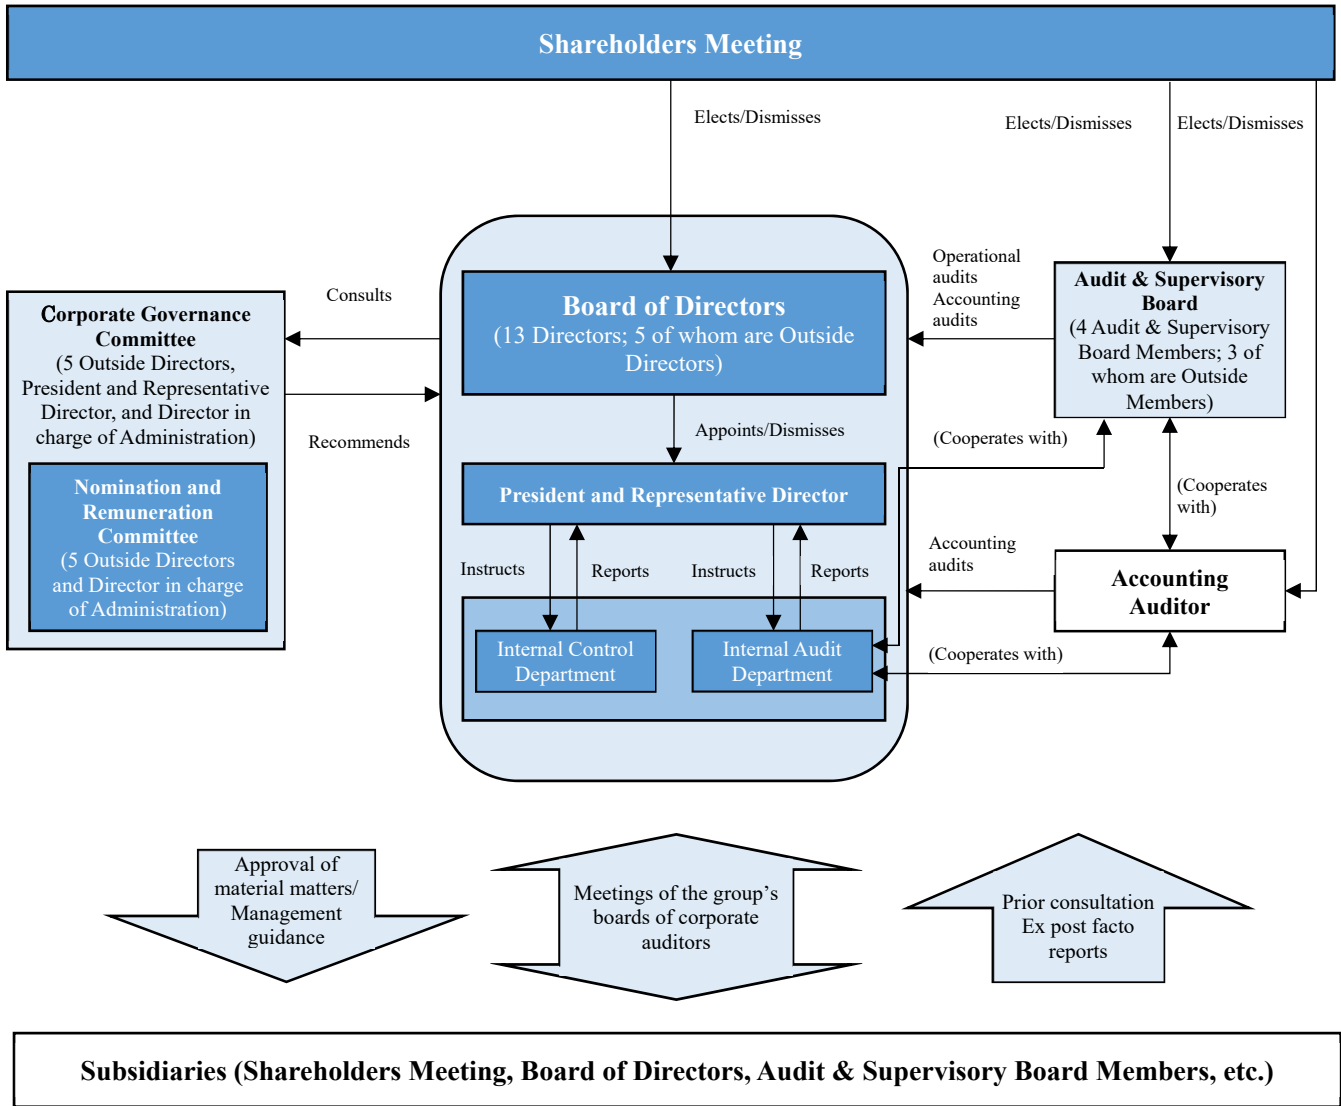 Shareholders Meeting
Elects/Dismisses
Elects/Dismisses
Elects/Dismisses
Consults
Corporate Governance
Committee
(5 Outside Directors,
President and Representative
Director, and Director in
charge of Administration)
Recommends
Nomination and
Remuneration
Committee
(5 Outside Directors
and Director in charge
of Administration)
Board of Directors
(13 Directors; 5 of whom are Outside
Directors)
Appoints/Dismisses
President and Representative Director
Instructs
Reports
Instructs
Reports
Internal Control
Department
Internal Audit
Department
Operational
audits
Accounting
audits
Audit & Supervisory
Board
(4 Audit & Supervisory
Board Members; 3 of
whom are Outside
Members)
(Cooperates with)
(Cooperates
with)
Accounting
audits
Accounting
Auditor
(Cooperates with)
Approval of
material matters/
Management
guidance
Meetings of the group’s
boards of corporate
auditors
Prior consultation
Ex post facto
reports
Subsidiaries (Shareholders Meeting, Board of Directors, Audit & Supervisory Board Members, etc.)